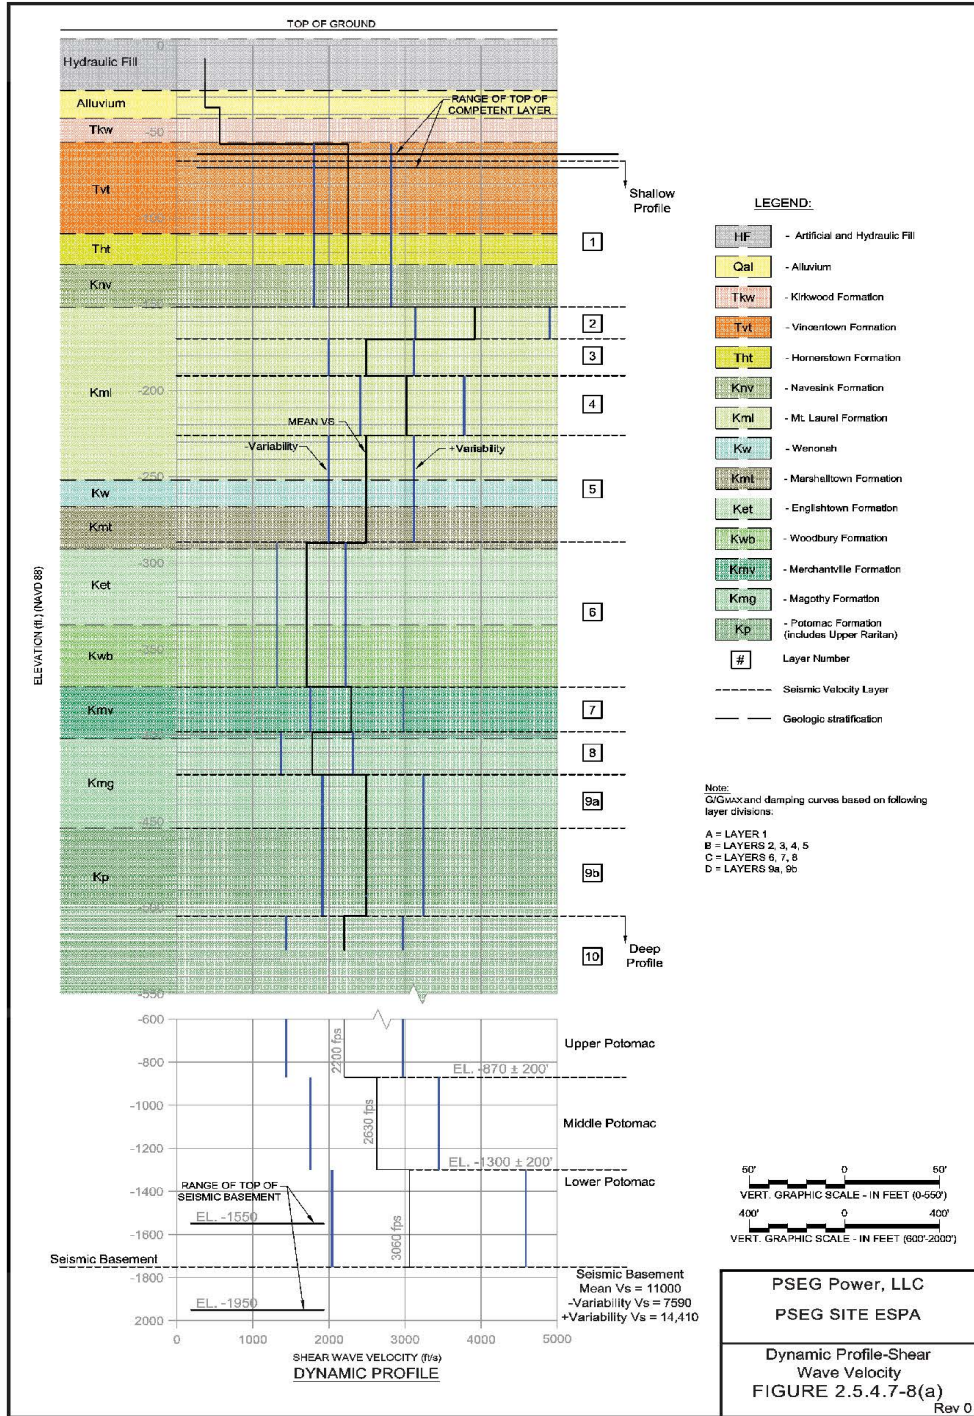 TOP OF GROUND
0
Hydraulic Fill
Alluvium
RANGE OF TOP OF
COMPETENT LAYER
Tkw
-50
Tvt
Shallow
Profile
Tht
1
Knv
2
3
Kml
-200
4
MEAN VS
-Variability
+Variability
-250
5
Kw
Kmt
-300
Ket
6
Kwb
-350
Kmv
7
8
Kmg
9a
-450
Kp
9b
10
Deep
Profile
-550
ELEVATION (ft.) (NAVD 88)
LEGEND:
HF - Artificial and Hydraulic Fill
Qal - Alluvium
Tkw - Kirkwood Formation
Tvt - Vincentown Formation
Tht - Hornerstown Formation
Knv - Navesink Formation
Kml - Mt. Laurel Formation
Kw - Wenonah
Kmt - Marshalltown Formation
Ket - Englishtown Formation
Kwb - Woodbury Formation
Kmv - Merchantville Formation
Kmg - Magothy Formation
Kp - Potomac Formation
(includes Upper Raritan)
# Layer Number
Seismic Velocity Layer
Geologic stratification
Note:
G/GMAX and damping curves based on following
layer divisions:
A = LAYER 1
B = LAYERS 2, 3, 4, 5
C = LAYERS 6, 7, 8
D = LAYERS 9a, 9b
-600
2200 fps
Upper Potomac
-800
EL. -870 ± 200'
-1000
2630 fps
Middle Potomac
-1200
EL. -1300 ± 200'
Lower Potomac
-1400
RANGE OF TOP OF
SEISMIC BASEMENT
EL. -1550
-1600
3060 fps
Seismic Basement
-1800
EL. -1950
2000
Seismic Basement
Mean Vs = 11000
-Variability Vs = 7590
+Variability Vs = 14,410
0 1000 2000 3000 4000 5000
SHEAR WAVE VELOCITY (ft/s)
DYNAMIC PROFILE
50' 0 50'
VERT. GRAPHIC SCALE - IN FEET (0-550')
400' 0 400'
VERT. GRAPHIC SCALE - IN FEET (600'-2000')
PSEG Power, LLC
PSEG SITE ESPA
Dynamic Profile-Shear
Wave Velocity
FIGURE 2.5.4.7-8(a)
Rev 0